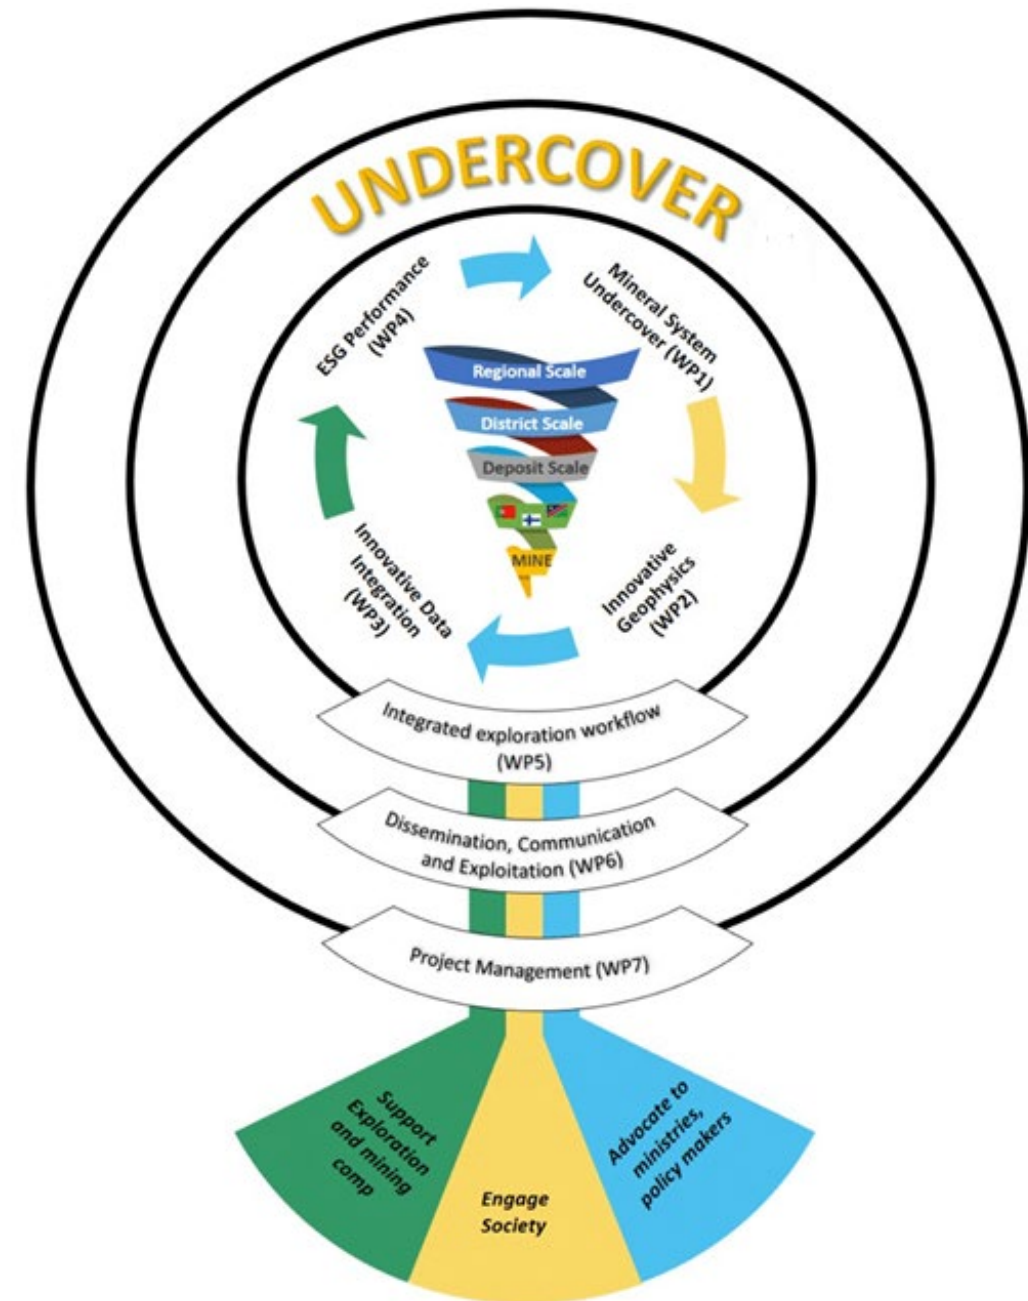 UNDERCOVER
ESG Performance
(WP4)
Mineral System
Undercover (WP1)
Regional Scale
District Scale
Deposit Scale
MINE
Innovative Data
Integration
(WP3)
Innovative
Geophysics
(WP2)
Integrated exploration workflow
(WP5)
Dissemination, Communication
and Exploitation (WP6)
Project Management (WP7)
Support
Exploration
and mining
comp
Engage
Society
Advocate to
ministries,
policy makers